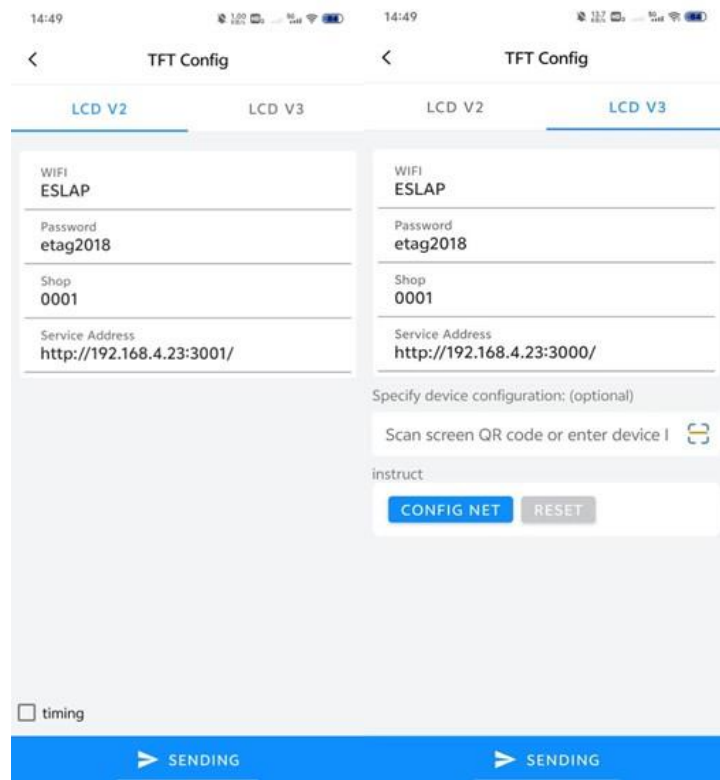 14:49
TFT Config
LCD V2 LCD V3
WIFI
ESLAP
Password
etag2018
Shop
0001
Service Address
http://192.168.4.23:3001/
timing
SENDING
14:49
TFT Config
LCD V2 LCD V3
WIFI
ESLAP
Password
etag2018
Shop
0001
Service Address
http://192.168.4.23:3000/
Specify device configuration: (optional)
Scan screen QR code or enter device I
instruct
CONFIG NET RESET
SENDING